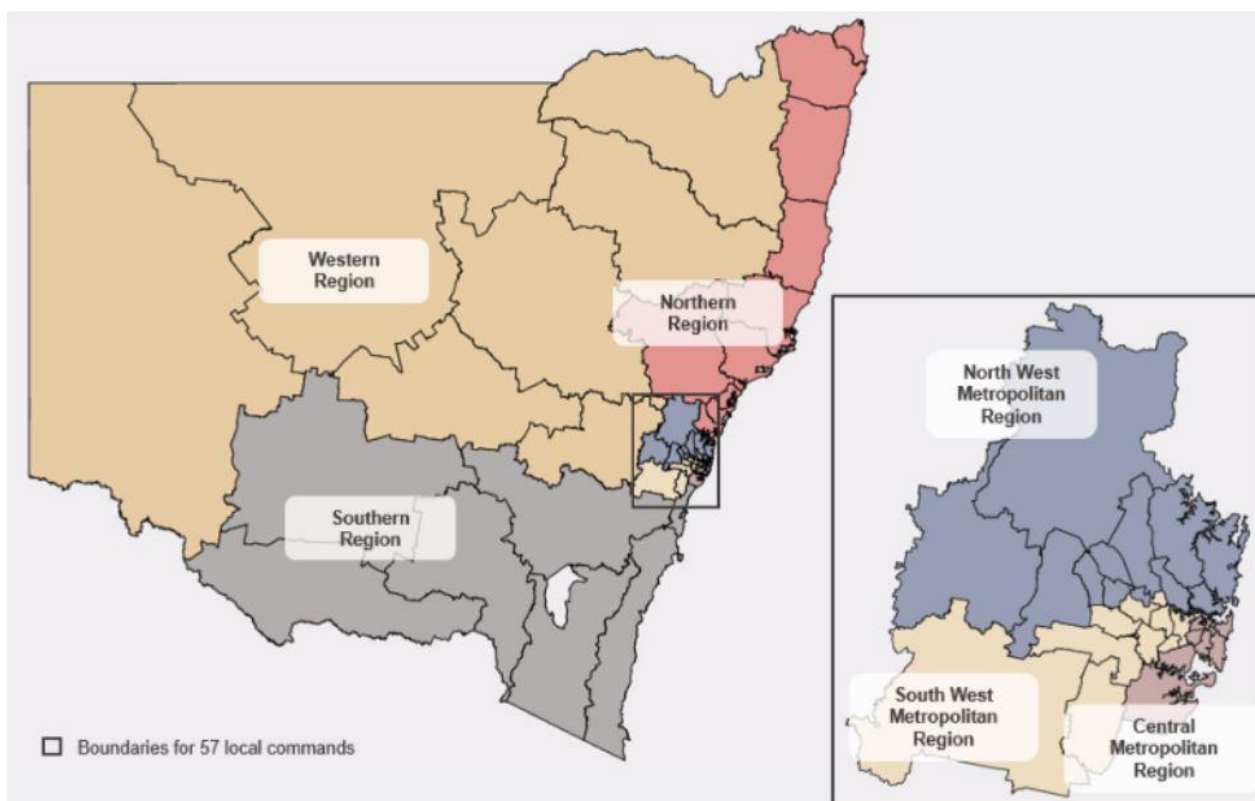 Western
Region
Northern
Region
Southern
Region
Boundaries for 57 local commands
North West
Metropolitan
Region
South West
Metropolitan
Region
Central
Metropolitan
Region